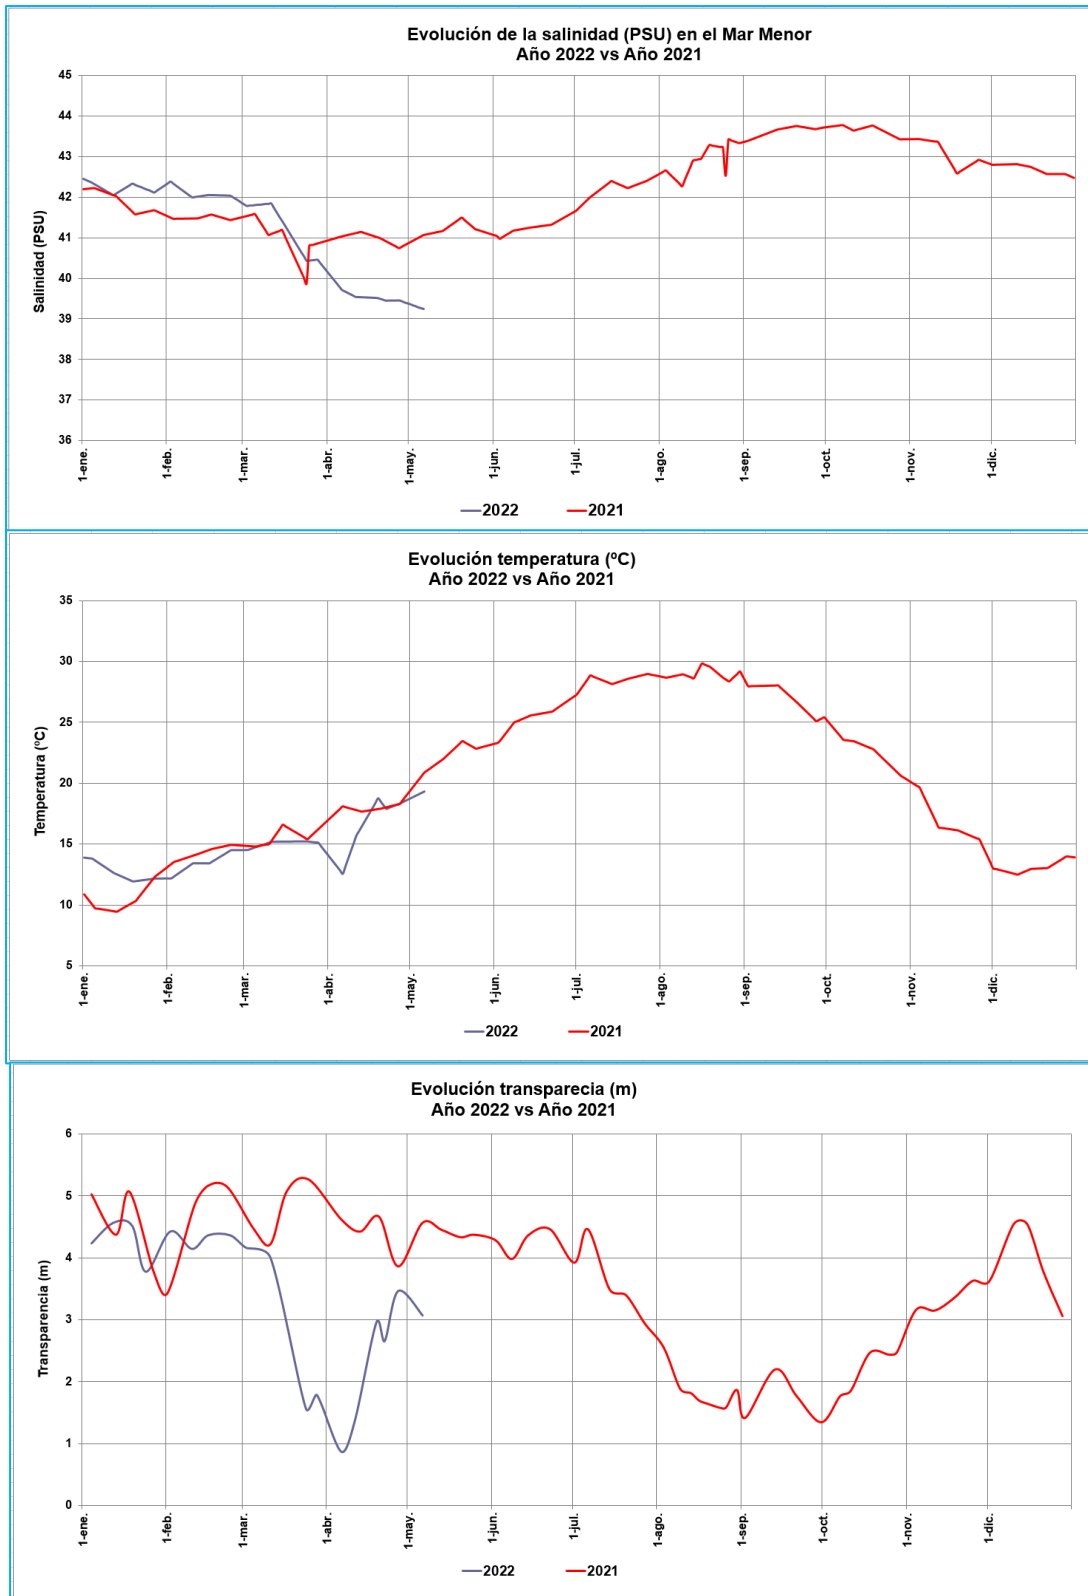 Evolución de la salinidad (PSU) en el Mar Menor
Año 2022 vs Año 2021
Salinidad (PSU)
45
44
43
42
41
40
39
38
37
36
1-ene.
1-feb.
1-mar.
1-abr.
1-may.
1-jun.
1-jul.
1-ago.
1-sep.
1-oct.
1-nov.
1-dic.
2022 2021
Evolución temperatura (ºC)
Año 2022 vs Año 2021
Temperatura (ºC)
35
30
25
20
15
10
5
1-ene.
1-feb.
1-mar.
1-abr.
1-may.
1-jun.
1-jul.
1-ago.
1-sep.
1-oct.
1-nov.
1-dic.
2022 2021
Evolución transparecia (m)
Año 2022 vs Año 2021
Transparencia (m)
6
5
4
3
2
1
0
1-ene.
1-feb.
1-mar.
1-abr.
1-may.
1-jun.
1-jul.
1-ago.
1-sep.
1-oct.
1-nov.
1-dic.
2022 2021